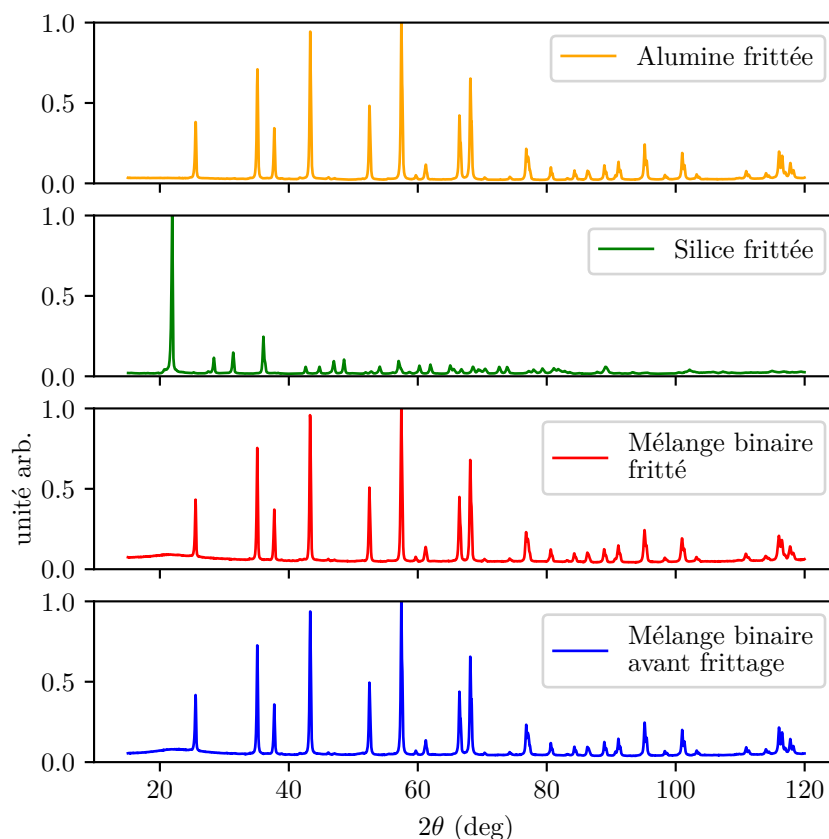 1.0
Alumine frittée
0.5
0.0
1.0
Silice frittée
0.5
0.0
1.0
Mélange binaire
fritté
0.5
0.0
1.0
Mélange binaire
avant frittage
0.5
0.0
20 40 60 80 100 120
2θ (deg)
unité arb.